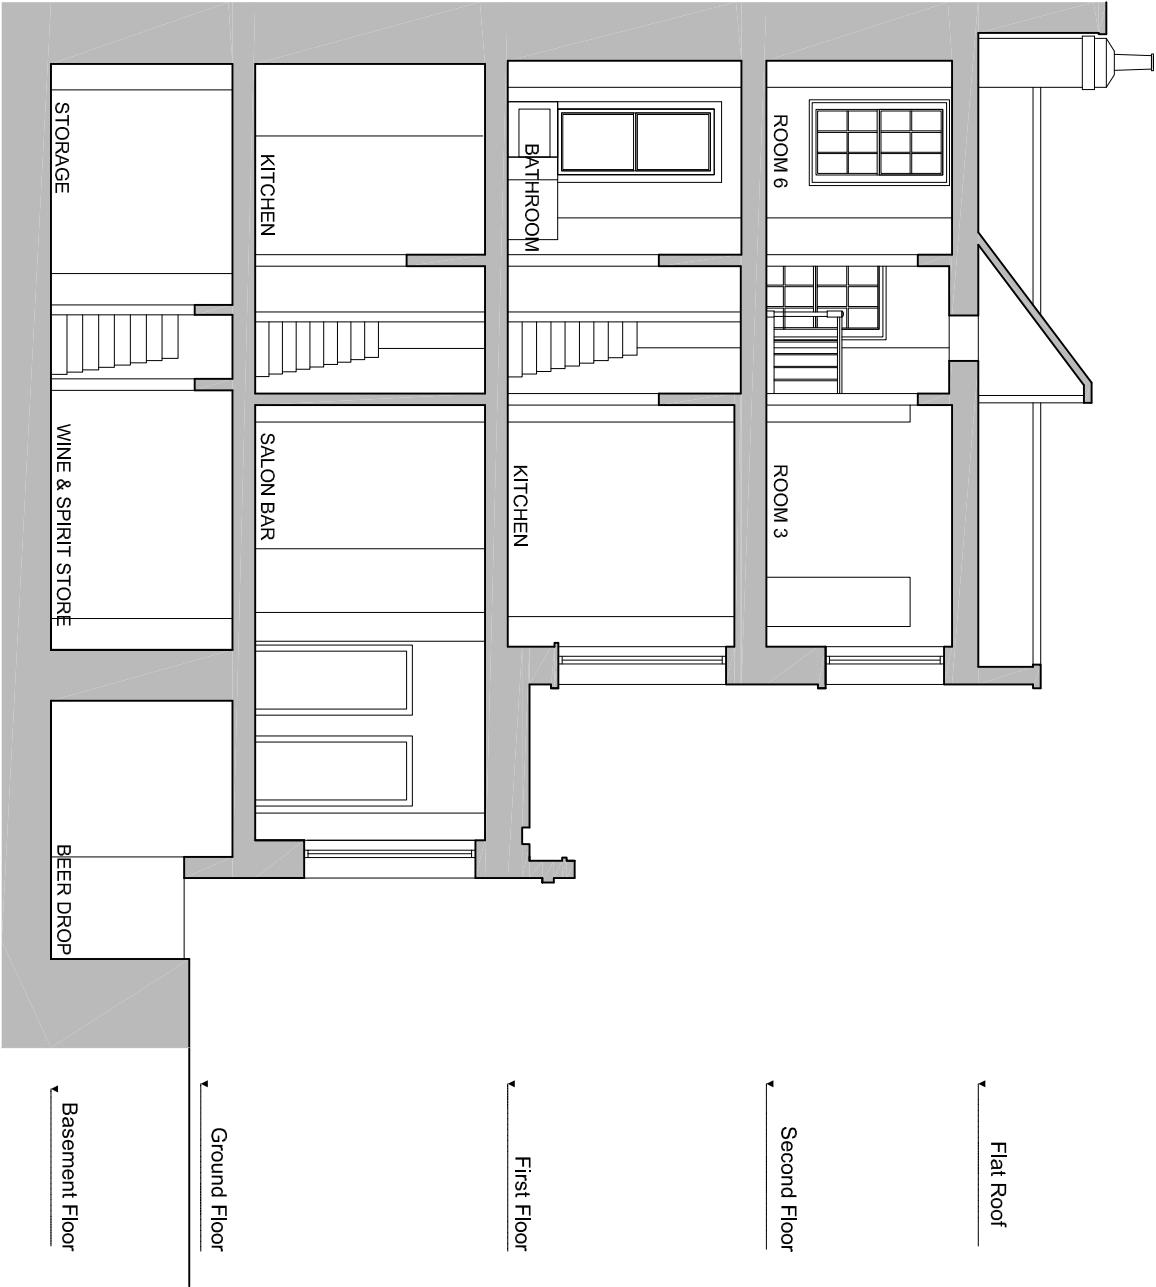 Flat Roof
ROOM 6
ROOM 3
Second Floor
BATHROOM
KITCHEN
First Floor
KITCHEN
SALON BAR
Ground Floor
STORAGE
WINE & SPIRIT STORE
BEER DROP
Basement Floor